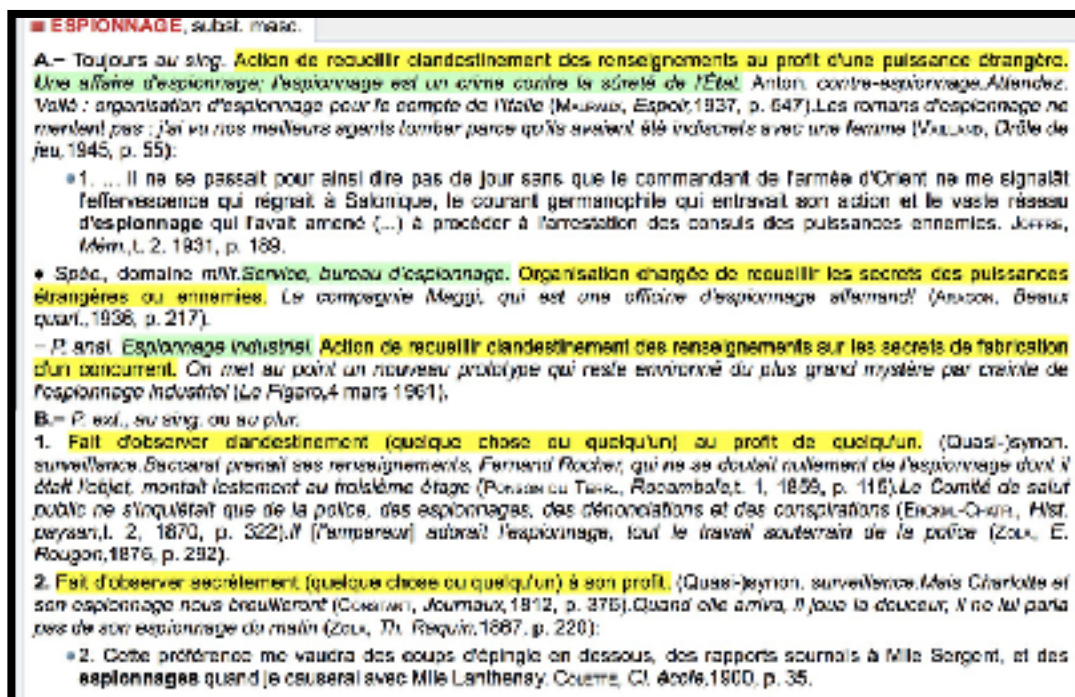 ESPIONNAGE, subst. masc.
A.− Toujours au sing. Action de recueillir clandestinement des renseignements au profit d'une puissance étrangère.
Une affaire d'espionnage; l'espionnage est un crime contre la sûreté de l'État. Anton. contre-espionnage.Attendez.
Vallé : organisation d'espionnage pour le compte de l'Italie (Malraux, Espoir,1937, p. 647).Les romans d'espionnage ne
mentent pas : j'ai vu nos meilleurs agents tomber parce qu'ils avaient été indiscrets avec une femme (Vailland, Drôle de
jeu,1945, p. 55):
1. ... il ne se passait pour ainsi dire pas de jour sans que le commandant de l'armée d'Orient ne me signalât
l'effervescence qui régnait à Salonique, le courant germanophile qui entravait son action et le vaste réseau
d'espionnage qui l'avait amené (...) à procéder à l'arrestation des consuls des puissances ennemies. Joffre,
Mém.,t. 2, 1931, p. 189.
• Spéc., domaine milit.Service, bureau d'espionnage. Organisation chargée de recueillir les secrets des puissances
étrangères ou ennemies. La compagnie Maggi, qui est une officine d'espionnage allemand! (Aragon, Beaux
quart.,1936, p. 217).
− P. anal. Espionnage industriel. Action de recueillir clandestinement des renseignements sur les secrets de fabrication
d'un concurrent. On met au point un nouveau prototype qui reste environné du plus grand mystère par crainte de
l'espionnage industriel (Le Figaro,4 mars 1961).
B.− P. ext., au sing. ou au plur.
1. Fait d'observer clandestinement (quelque chose ou quelqu'un) au profit de quelqu'un. (Quasi-)synon.
surveillance.Baccarat prenait ses renseignements, Fernand Rocher, qui ne se doutait nullement de l'espionnage dont il
était l'objet, montait lestement au troisième étage (Ponson du Terr., Rocambole,t. 1, 1859, p. 115).Le Comité de salut
public ne s'inquiétait que de la police, des espionnages, des dénonciations et des conspirations (Erckm.-Chatr., Hist.
paysan,t. 2, 1870, p. 322).Il [l'empereur] adorait l'espionnage, tout le travail souterrain de la police (Zola, E.
Rougon,1876, p. 292).
2. Fait d'observer secrètement (quelque chose ou quelqu'un) à son profit. (Quasi-)synon. surveillance.Mais Charlotte et
son espionnage nous brouilleront (Constant, Journaux,1812, p. 376).Quand elle arriva, il joua la douceur, il ne lui parla
pas de son espionnage du matin (Zola, Th. Raquin,1867, p. 220):
2. Cette préférence me vaudra des coups d'épingle en dessous, des rapports sournois à Mlle Sergent, et des
espionnages quand je causerai avec Mlle Lanthenay. Colette, Cl. école,1900, p. 35.